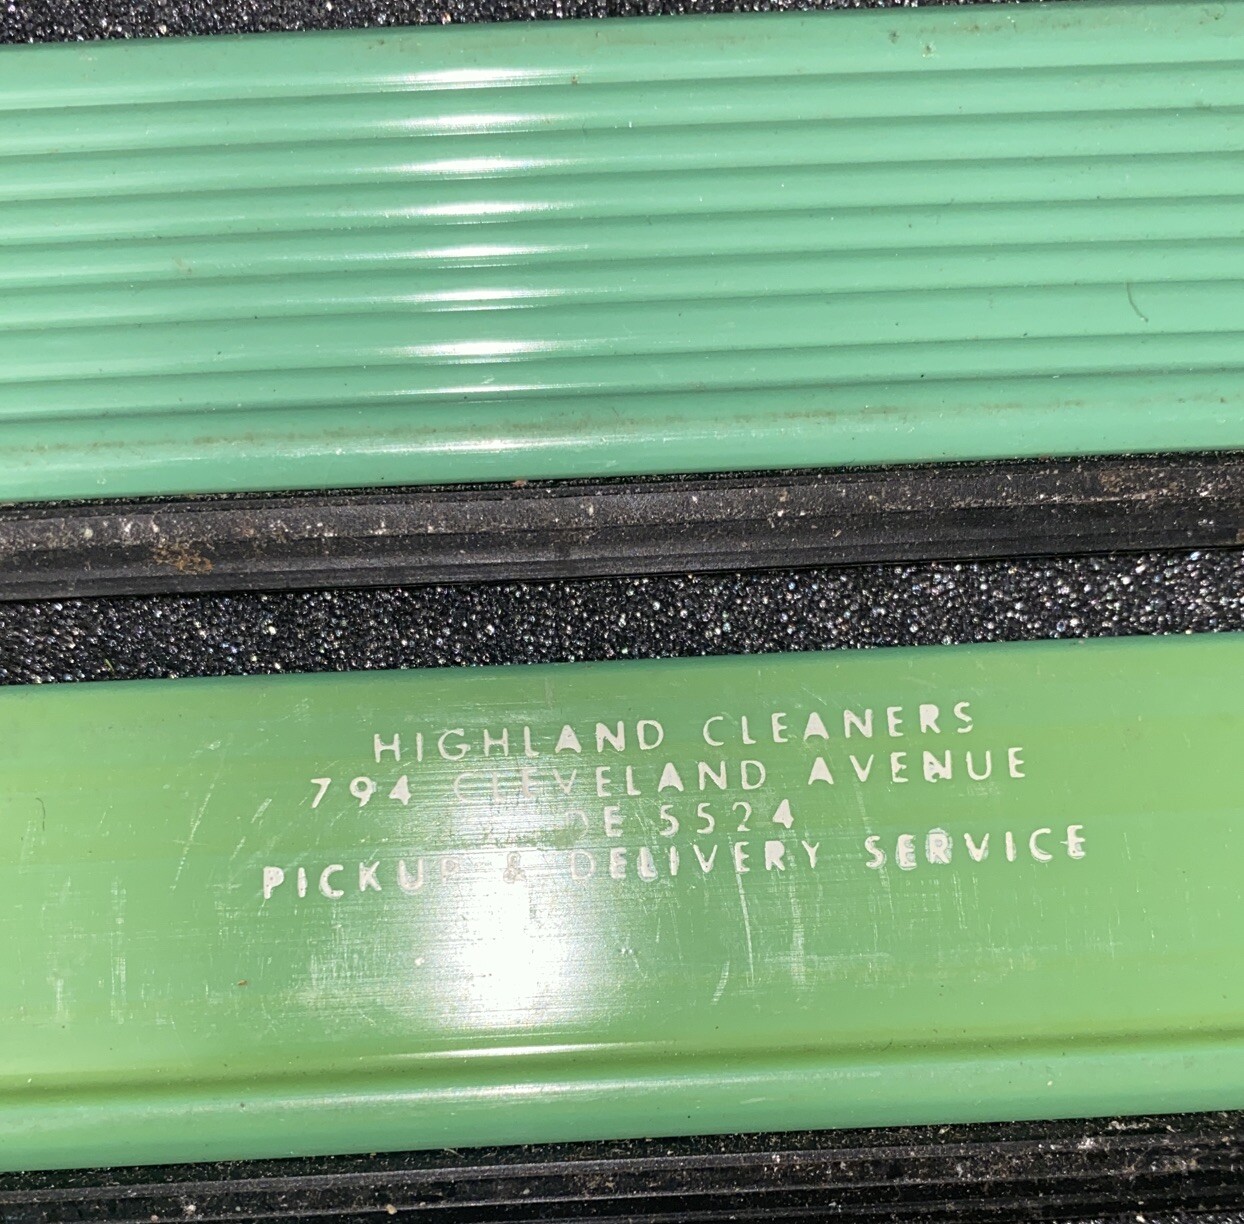 HIGHLAND CLEANERS
794 CLEVELAND AVENUE
DE 5524
PICKUP & DELIVERY SERVICE